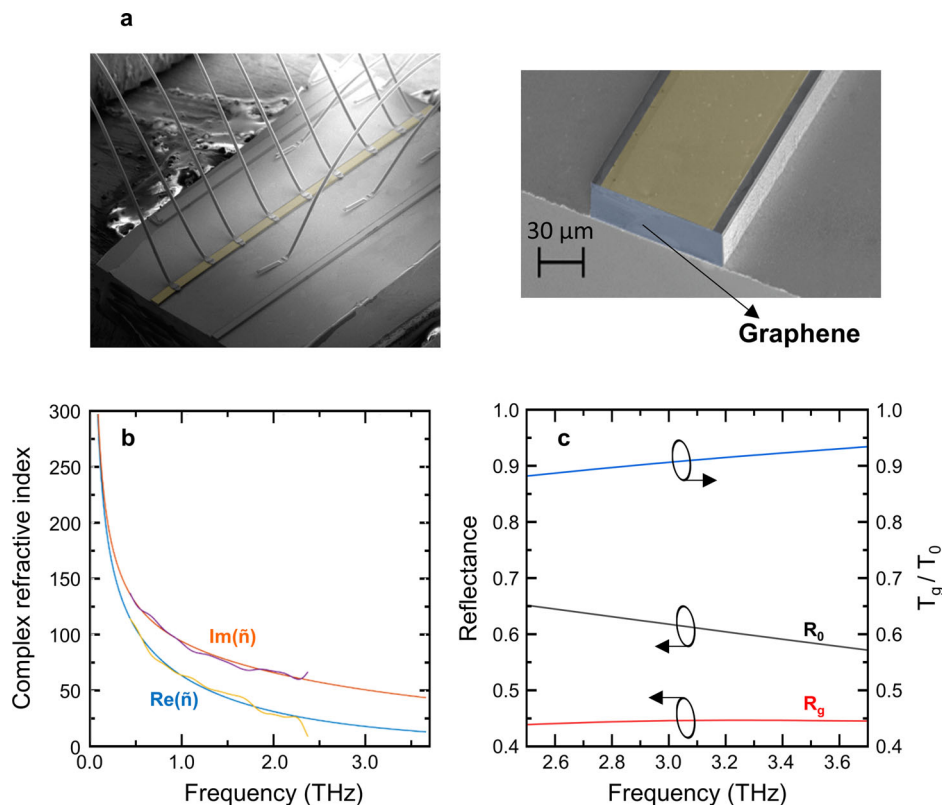 a
30 µm
Graphene
b
Complex refractive index
300
250
200
150
100
50
0
Im(ñ)
Re(ñ)
0.0 1.0 2.0 3.0
Frequency (THz)
c
Reflectance
1.0
0.9
0.8
0.7
0.6
0.5
0.4
R₀
R_g
1.0
0.9
0.8
0.7
0.6
0.5
0.4
T_g / T₀
2.6 2.8 3.0 3.2 3.4 3.6
Frequency (THz)